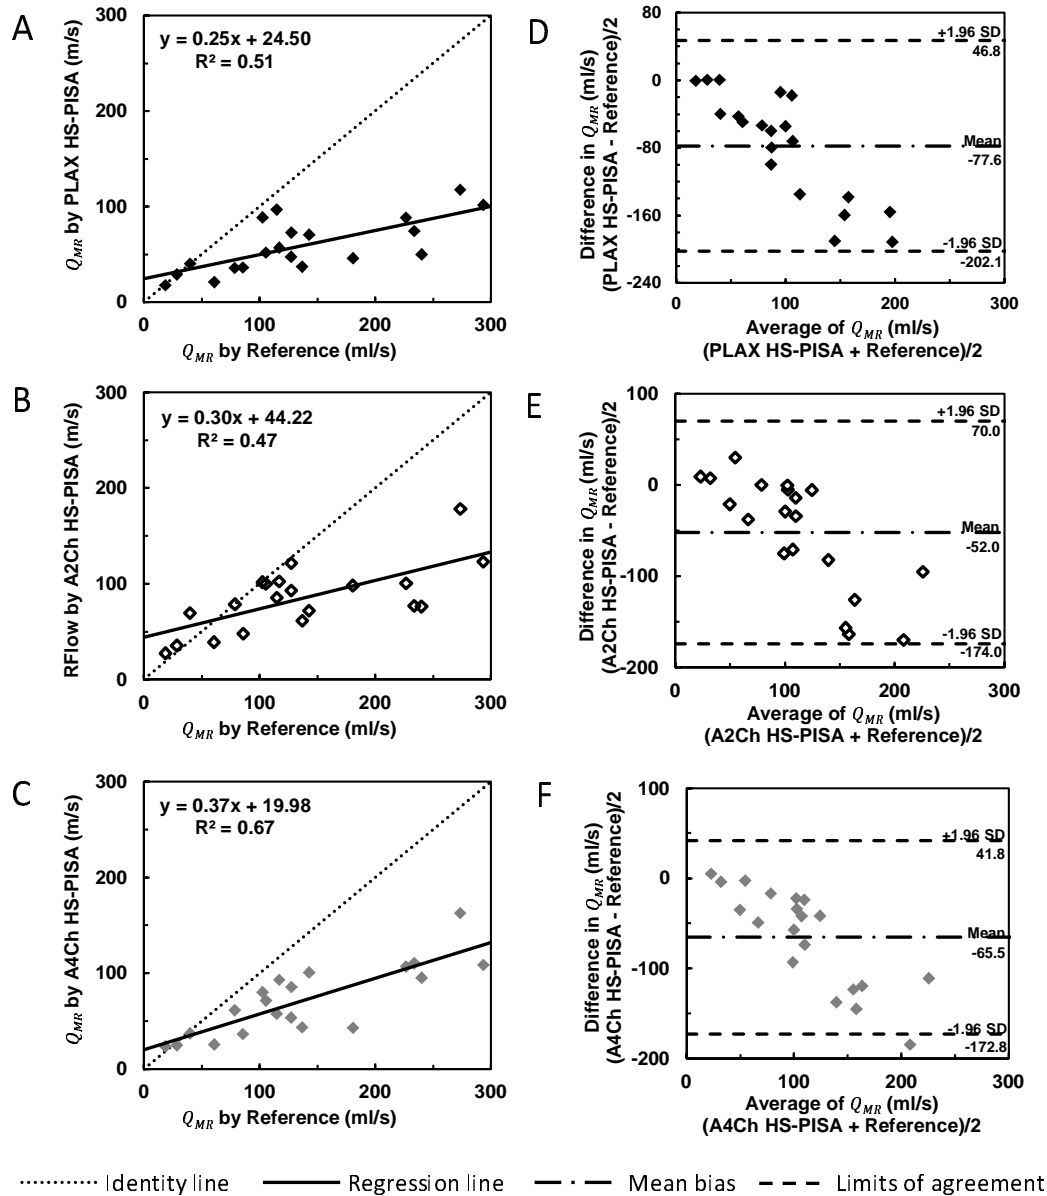 A
Q_MR by PLAX HS-PISA (m/s)
300
200
100
0
y = 0.25x + 24.50
R² = 0.51
0 100 200 300
Q_MR by Reference (ml/s)
D
Difference in Q_MR (ml/s)
(PLAX HS-PISA - Reference)/2
80
0
-80
-160
-240
+1.96 SD
46.8
Mean
-77.6
-1.96 SD
-202.1
0 100 200 300
Average of Q_MR (ml/s)
(PLAX HS-PISA + Reference)/2
B
RFlow by A2Ch HS-PISA (m/s)
300
200
100
0
y = 0.30x + 44.22
R² = 0.47
0 100 200 300
Q_MR by Reference (ml/s)
E
Difference in Q_MR (ml/s)
(A2Ch HS-PISA - Reference)/2
100
0
-100
-200
+1.96 SD
70.0
Mean
-52.0
-1.96 SD
-174.0
0 100 200 300
Average of Q_MR (ml/s)
(A2Ch HS-PISA + Reference)/2
C
Q_MR by A4Ch HS-PISA (m/s)
300
200
100
0
y = 0.37x + 19.98
R² = 0.67
0 100 200 300
Q_MR by Reference (ml/s)
F
Difference in Q_MR (ml/s)
(A4Ch HS-PISA - Reference)/2
100
0
-100
-200
+1.96 SD
41.8
Mean
-65.5
-1.96 SD
-172.8
0 100 200 300
Average of Q_MR (ml/s)
(A4Ch HS-PISA + Reference)/2
Identity line Regression line Mean bias Limits of agreement